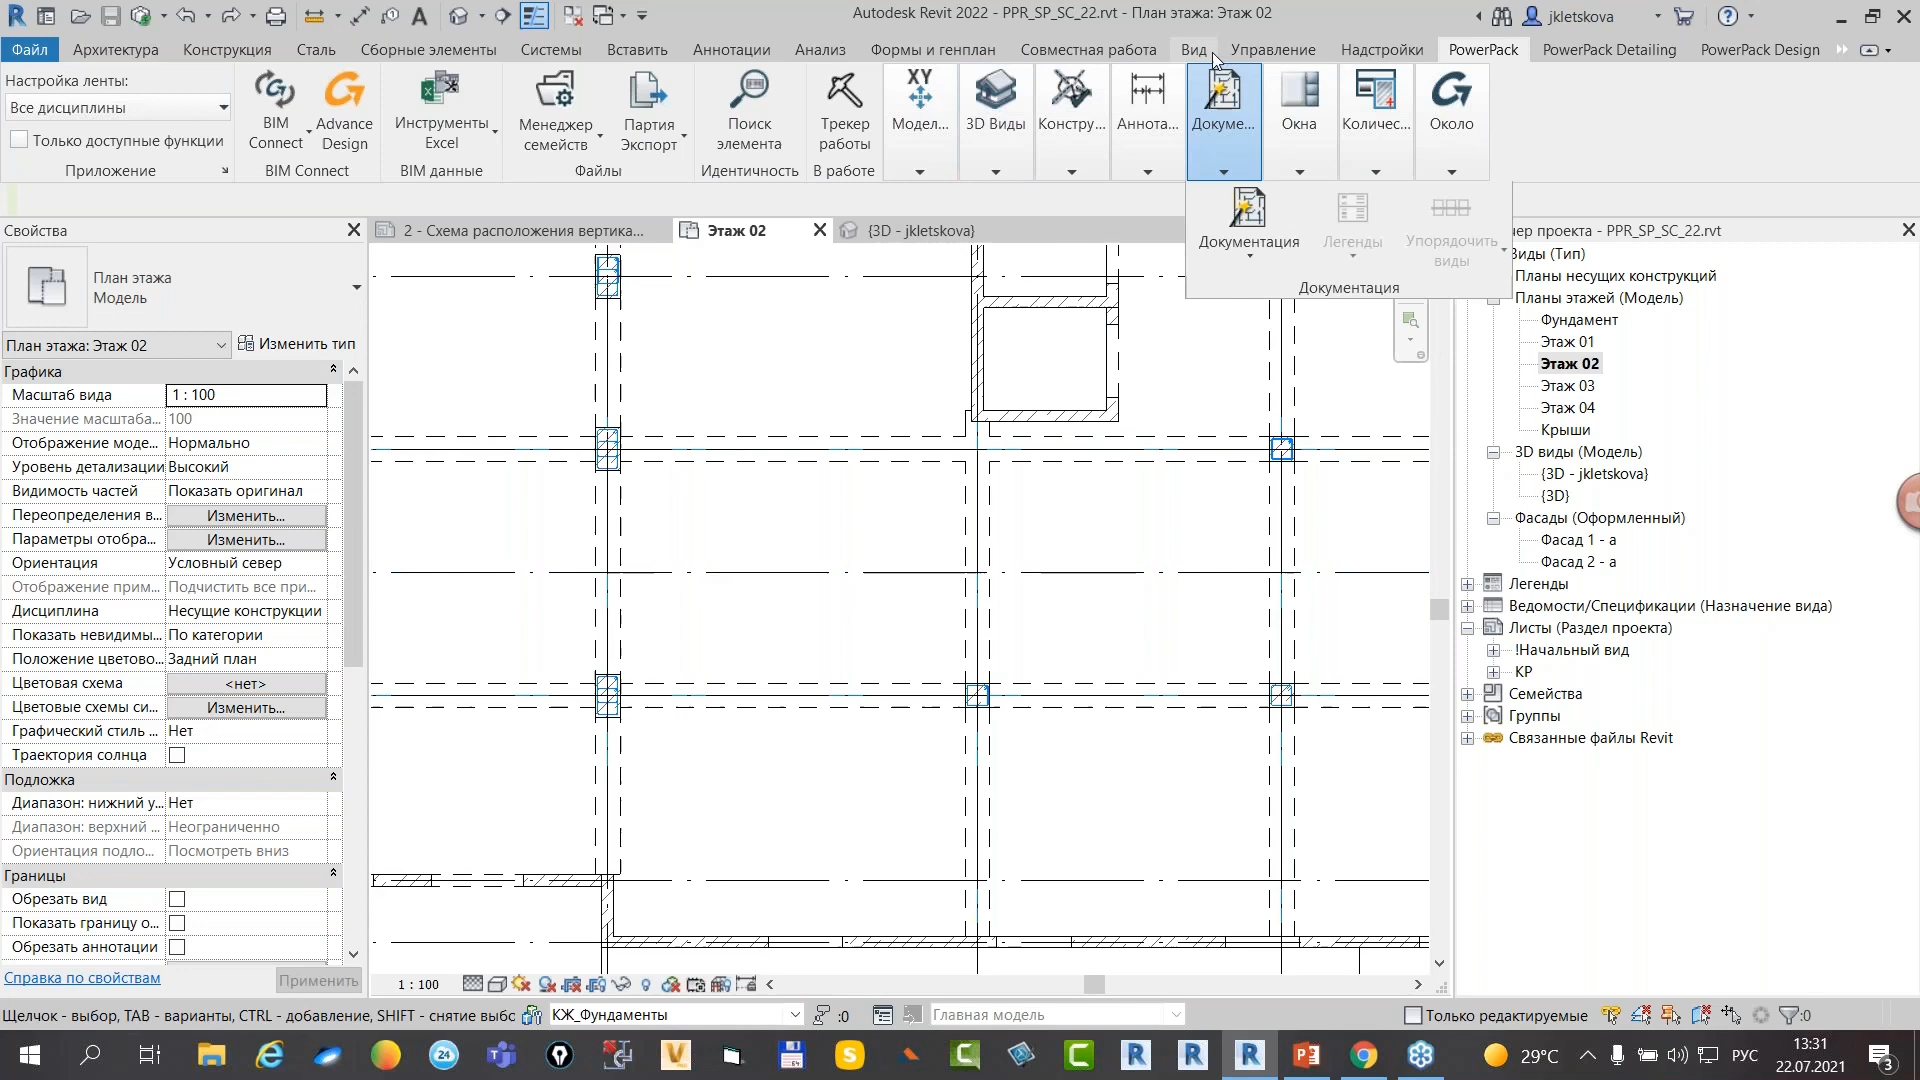 Autodesk Revit 2022 - PPR_SP_SC_22.rvt - План этажа: Этаж 02
jkletskova
Файл Архитектура Конструкция Сталь Сборные элементы Системы Вставить Аннотации Анализ Формы и генплан Совместная работа Вид Управление Надстройки PowerPack PowerPack Detailing PowerPack Design
Настройка ленты:
Все дисциплины
Только доступные функции
Приложение
BIM Connect
Advance Design
BIM Connect
Инструменты Excel
BIM данные
Менеджер семейств
Партия Экспорт
Файлы
Поиск элемента
Идентичность
Трекер работы
В работе
XY
Модел...
3D Виды
Констру...
Аннота...
Докуме...
Окна
Количес...
Около
Документация
Легенды
Упорядочить виды
Документация
Свойства
План этажа
Модель
План этажа: Этаж 02
Изменить тип
Графика
Масштаб вида 1 : 100
Значение масштаба... 100
Отображение моде... Нормально
Уровень детализации Высокий
Видимость частей Показать оригинал
Переопределения в... Изменить...
Параметры отобра... Изменить...
Ориентация Условный север
Отображение прим... Подчистить все при...
Дисциплина Несущие конструкции
Показать невидимы... По категории
Положение цветово... Задний план
Цветовая схема <нет>
Цветовые схемы си... Изменить...
Графический стиль ... Нет
Траектория солнца
Подложка
Диапазон: нижний у... Нет
Диапазон: верхний ... Неограниченно
Ориентация подло... Посмотреть вниз
Границы
Обрезать вид
Показать границу о...
Обрезать аннотации
Справка по свойствам
Применить
2 - Схема расположения вертика...
Этаж 02
{3D - jkletskova}
1 : 100
чер проекта - PPR_SP_SC_22.rvt
Виды (Тип)
Планы несущих конструкций
Планы этажей (Модель)
Фундамент
Этаж 01
Этаж 02
Этаж 03
Этаж 04
Крыши
3D виды (Модель)
{3D - jkletskova}
{3D}
Фасады (Оформленный)
Фасад 1 - а
Фасад 2 - а
Легенды
Ведомости/Спецификации (Назначение вида)
Листы (Раздел проекта)
!Начальный вид
КР
Семейства
Группы
Связанные файлы Revit
Щелчок - выбор, TAB - варианты, CTRL - добавление, SHIFT - снятие выбо
КЖ_Фундаменты
:0
Главная модель
Только редактируемые
:0
29°C
РУС
13:31
22.07.2021
3